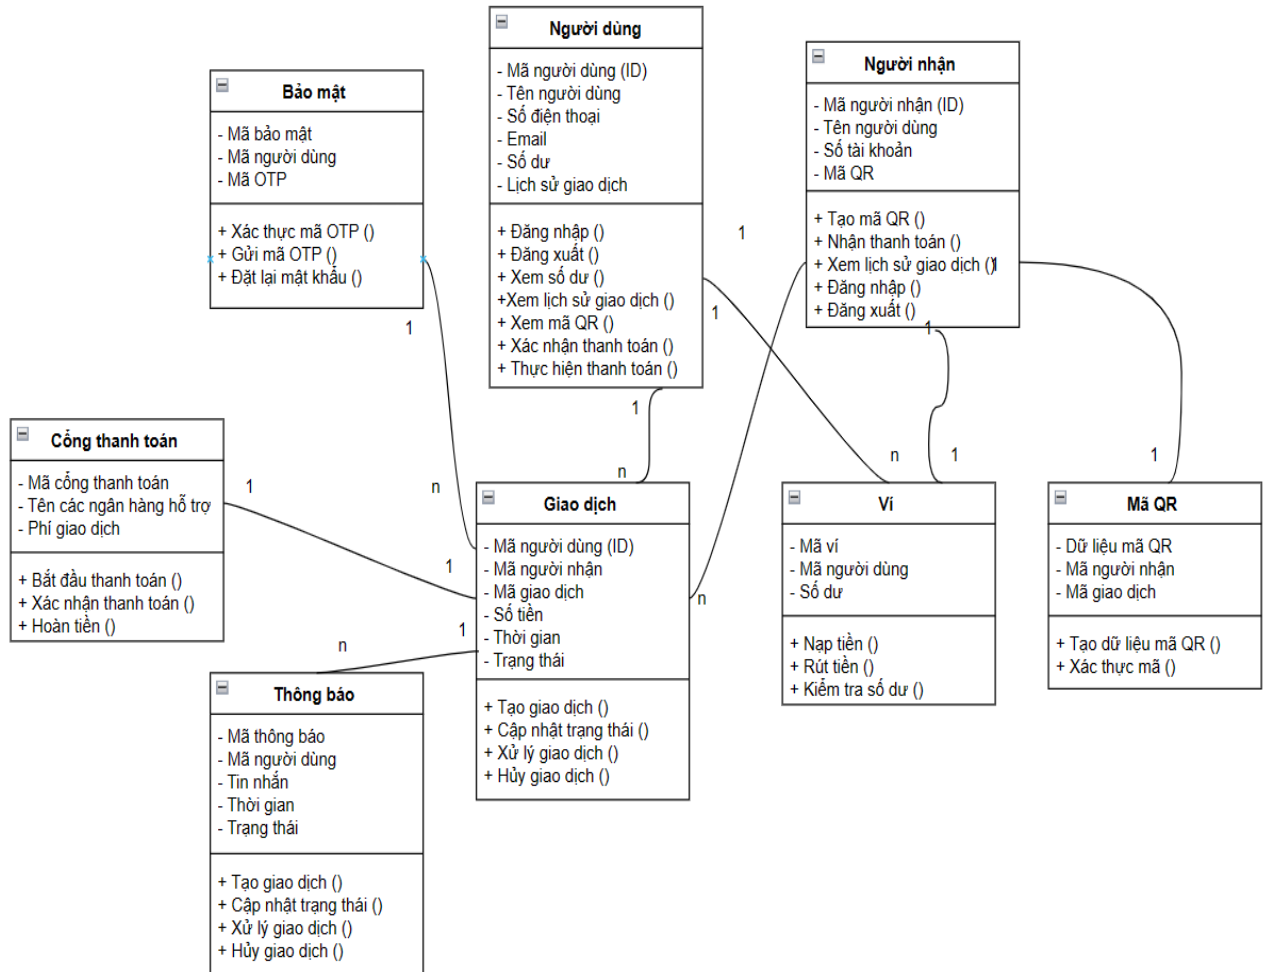 Người dùng
- Mã người dùng (ID)
- Tên người dùng
- Số điện thoại
- Email
- Số dư
- Lịch sử giao dịch
+ Đăng nhập ()
+ Đăng xuất ()
+ Xem số dư ()
+Xem lịch sử giao dịch ()
+ Xem mã QR ()
+ Xác nhận thanh toán ()
+ Thực hiện thanh toán ()
Người nhận
- Mã người nhận (ID)
- Tên người dùng
- Số tài khoản
- Mã QR
+ Tạo mã QR ()
+ Nhận thanh toán ()
+ Xem lịch sử giao dịch ()
+ Đăng nhập ()
+ Đăng xuất ()
Bảo mật
- Mã bảo mật
- Mã người dùng
- Mã OTP
+ Xác thực mã OTP ()
+ Gửi mã OTP ()
+ Đặt lại mật khẩu ()
1
1
1
1
1
1
n
n
n
1
1
Cổng thanh toán
- Mã cổng thanh toán
- Tên các ngân hàng hỗ trợ
- Phí giao dịch
+ Bắt đầu thanh toán ()
+ Xác nhận thanh toán ()
+ Hoàn tiền ()
1
1
n
1
n
Giao dịch
- Mã người dùng (ID)
- Mã người nhận
- Mã giao dịch
- Số tiền
- Thời gian
- Trạng thái
+ Tạo giao dịch ()
+ Cập nhật trạng thái ()
+ Xử lý giao dịch ()
+ Hủy giao dịch ()
Ví
- Mã ví
- Mã người dùng
- Số dư
+ Nạp tiền ()
+ Rút tiền ()
+ Kiểm tra số dư ()
Mã QR
- Dữ liệu mã QR
- Mã người nhận
- Mã giao dịch
+ Tạo dữ liệu mã QR ()
+ Xác thực mã ()
Thông báo
- Mã thông báo
- Mã người dùng
- Tin nhắn
- Thời gian
- Trạng thái
+ Tạo giao dịch ()
+ Cập nhật trạng thái ()
+ Xử lý giao dịch ()
+ Hủy giao dịch ()